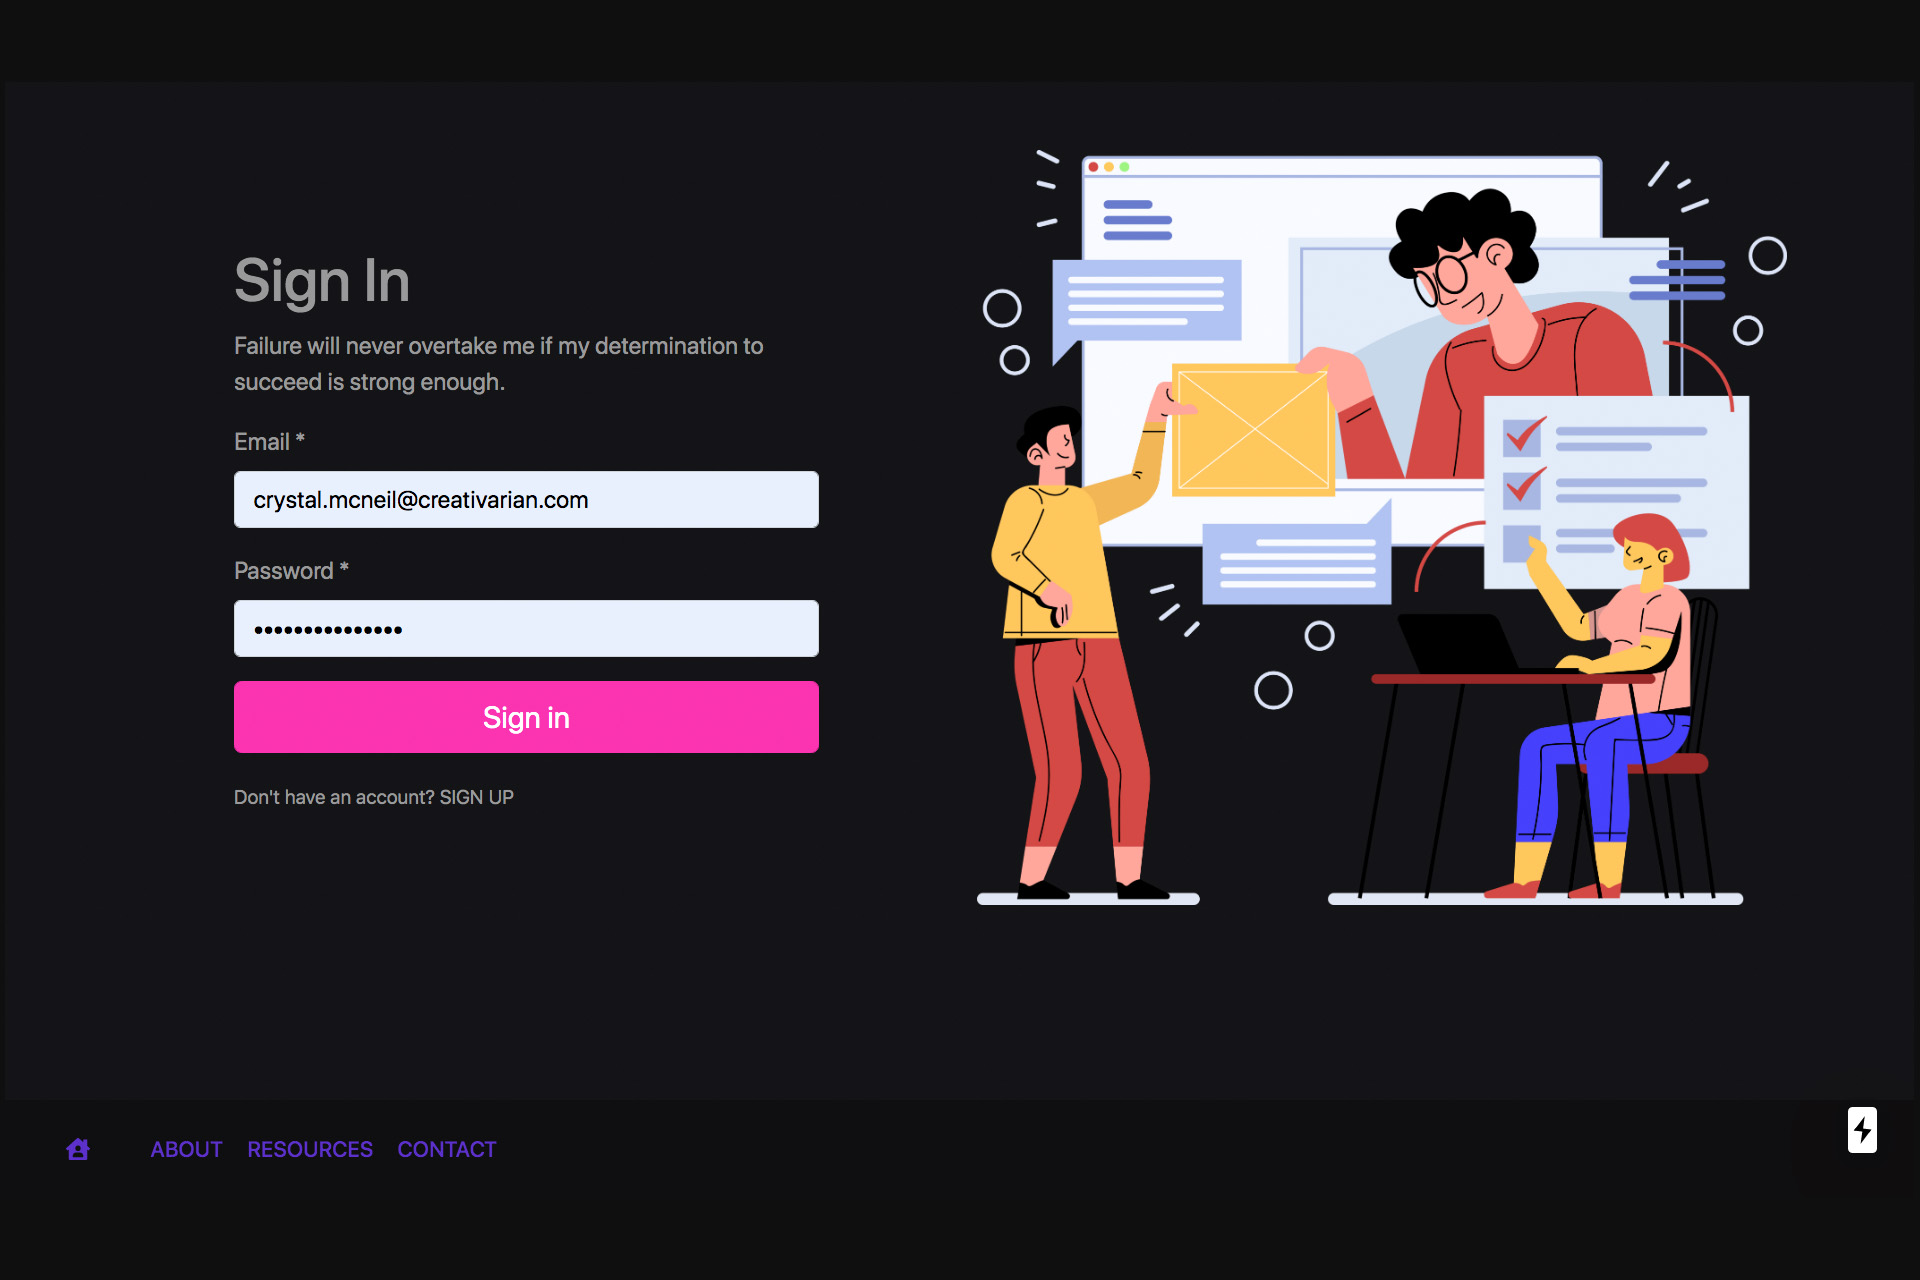 Sign In
Failure will never overtake me if my determination to
succeed is strong enough.
Email *
crystal.mcneil@creativarian.com
Password *
•••••••••••••••
Sign in
Don't have an account? SIGN UP
ABOUT RESOURCES CONTACT